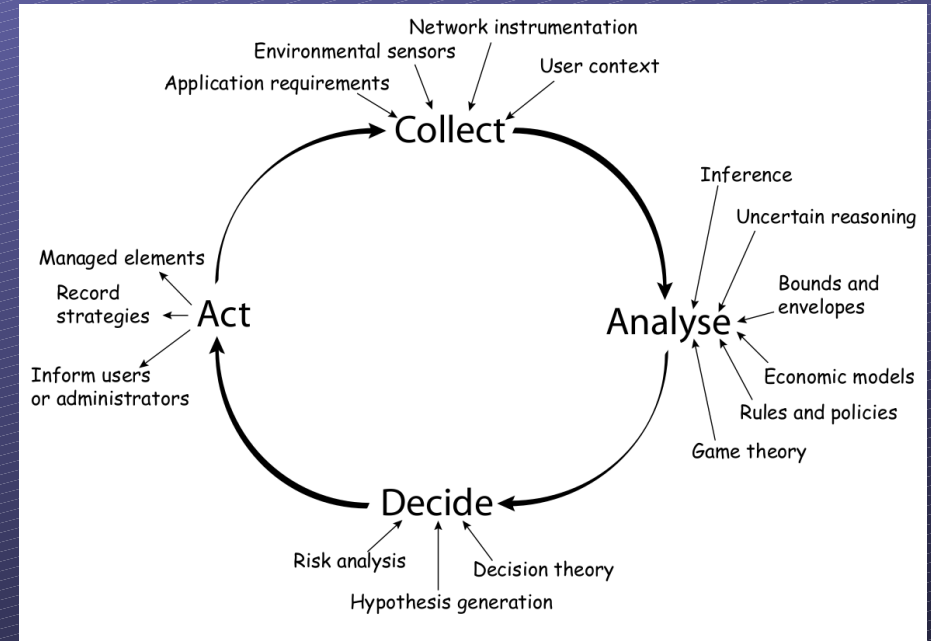 Network instrumentation
Environmental sensors
User context
Application requirements
Collect
Inference
Uncertain reasoning
Managed elements
Bounds and
envelopes
Record
strategies
Act
Analyse
Inform users
or administrators
Economic models
Rules and policies
Game theory
Decide
Risk analysis
Decision theory
Hypothesis generation